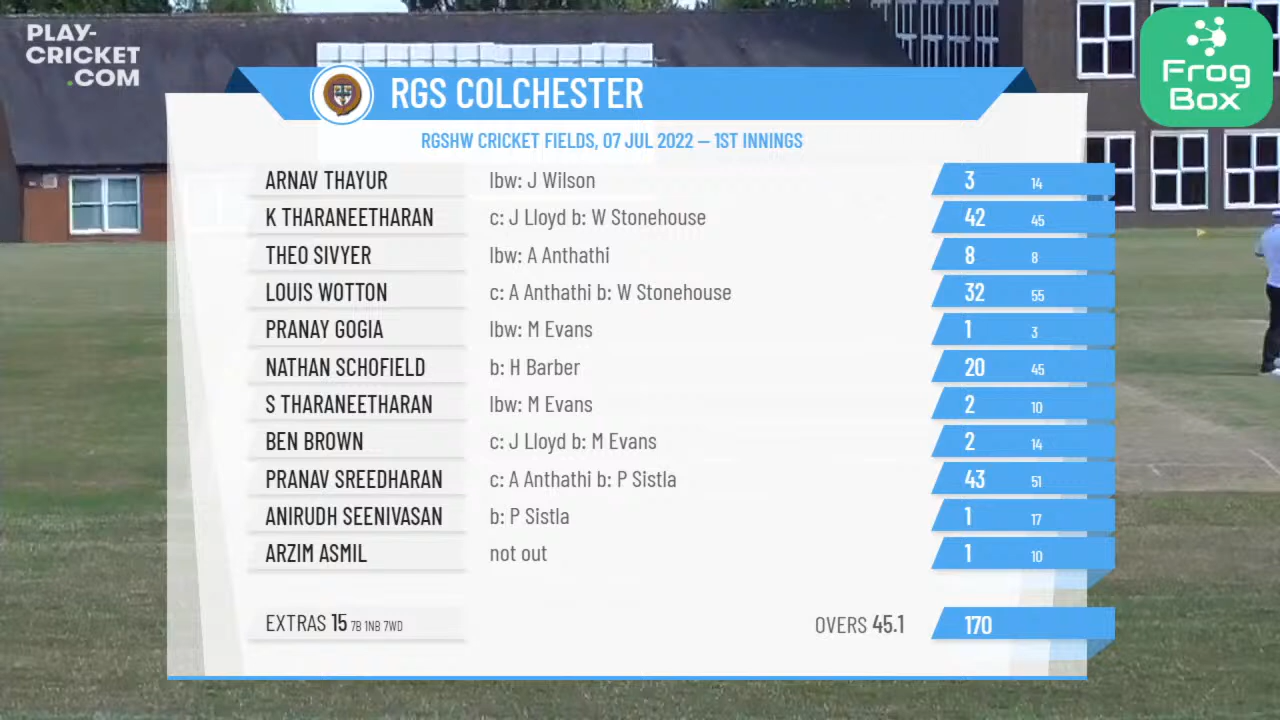 PLAY-
CRICKET
.COM
Frog
Box
RGS COLCHESTER
RGSHW CRICKET FIELDS, 07 JUL 2022 – 1ST INNINGS
ARNAV THAYUR lbw: J Wilson 3 14
K THARANEETHARAN c: J Lloyd b: W Stonehouse 42 45
THEO SIVYER lbw: A Anthathi 8 8
LOUIS WOTTON c: A Anthathi b: W Stonehouse 32 55
PRANAY GOGIA lbw: M Evans 1 3
NATHAN SCHOFIELD b: H Barber 20 45
S THARANEETHARAN lbw: M Evans 2 10
BEN BROWN c: J Lloyd b: M Evans 2 14
PRANAV SREEDHARAN c: A Anthathi b: P Sistla 43 51
ANIRUDH SEENIVASAN b: P Sistla 1 17
ARZIM ASMIL not out 1 10
EXTRAS 15 7B 1NB 7WD OVERS 45.1 170